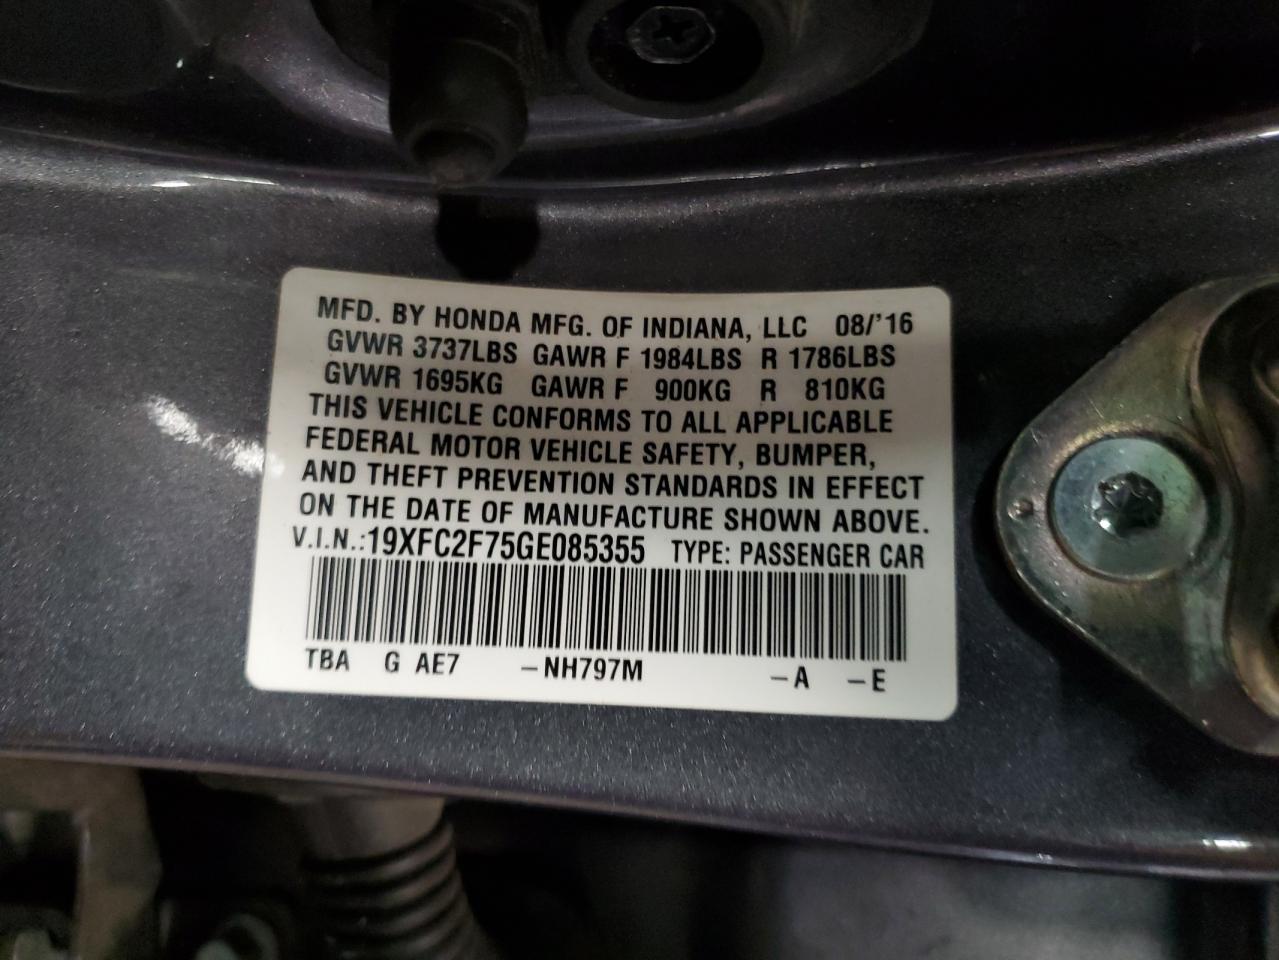 MFD. BY HONDA MFG. OF INDIANA, LLC 08/'16
GVWR 3737LBS GAWR F 1984LBS R 1786LBS
GVWR 1695KG GAWR F 900KG R 810KG
THIS VEHICLE CONFORMS TO ALL APPLICABLE
FEDERAL MOTOR VEHICLE SAFETY, BUMPER,
AND THEFT PREVENTION STANDARDS IN EFFECT
ON THE DATE OF MANUFACTURE SHOWN ABOVE.
V.I.N.:19XFC2F75GE085355 TYPE: PASSENGER CAR
TBA G AE7 -NH797M -A -E